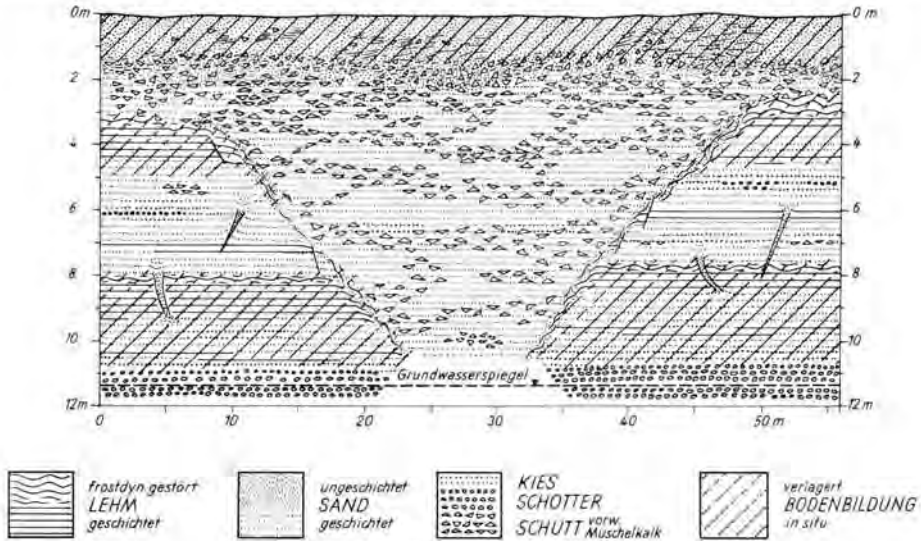 0m
0 m
2
2
4
4
6
6
8
8
10
10
Grundwasserspiegel
12m
12 m
0
10
20
30
40
50 m
frostdyn. gestört
LEHM
geschichtet
ungeschichtet
SAND
geschichtet
KIES
SCHOTTER
SCHUTT vorw. Muschelkalk
verlagert
BODENBILDUNG
in situ